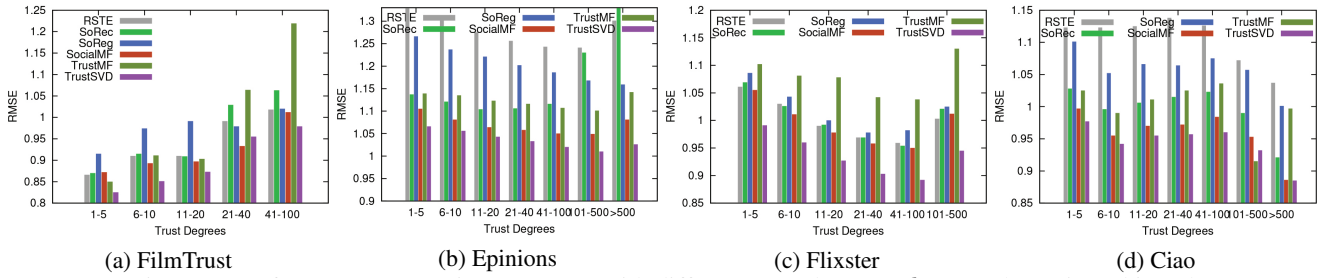 1.25
1.2
1.15
1.1
1.05
1
0.95
0.9
0.85
0.8
RMSE
RSTE
SoRec
SoReg
SocialMF
TrustMF
TrustSVD
1-5 6-10 11-20 21-40 41-100
Trust Degrees
(a) FilmTrust
1.3
1.25
1.2
1.15
1.1
1.05
1
0.95
0.9
RMSE
RSTE SoReg TrustMF
SoRec SocialMF TrustSVD
1-5 6-10 11-20 21-40 41-100 101-500 >500
Trust Degrees
(b) Epinions
1.2
1.15
1.1
1.05
1
0.95
0.9
0.85
RMSE
RSTE SoReg TrustMF
SoRec SocialMF TrustSVD
1-5 6-10 11-20 21-40 41-100 101-500
Trust Degrees
(c) Flixster
1.15
1.1
1.05
1
0.95
0.9
0.85
RMSE
RSTE SoReg TrustMF
SoRec SocialMF TrustSVD
1-5 6-10 11-20 21-40 41-100 101-500 >500
Trust Degrees
(d) Ciao